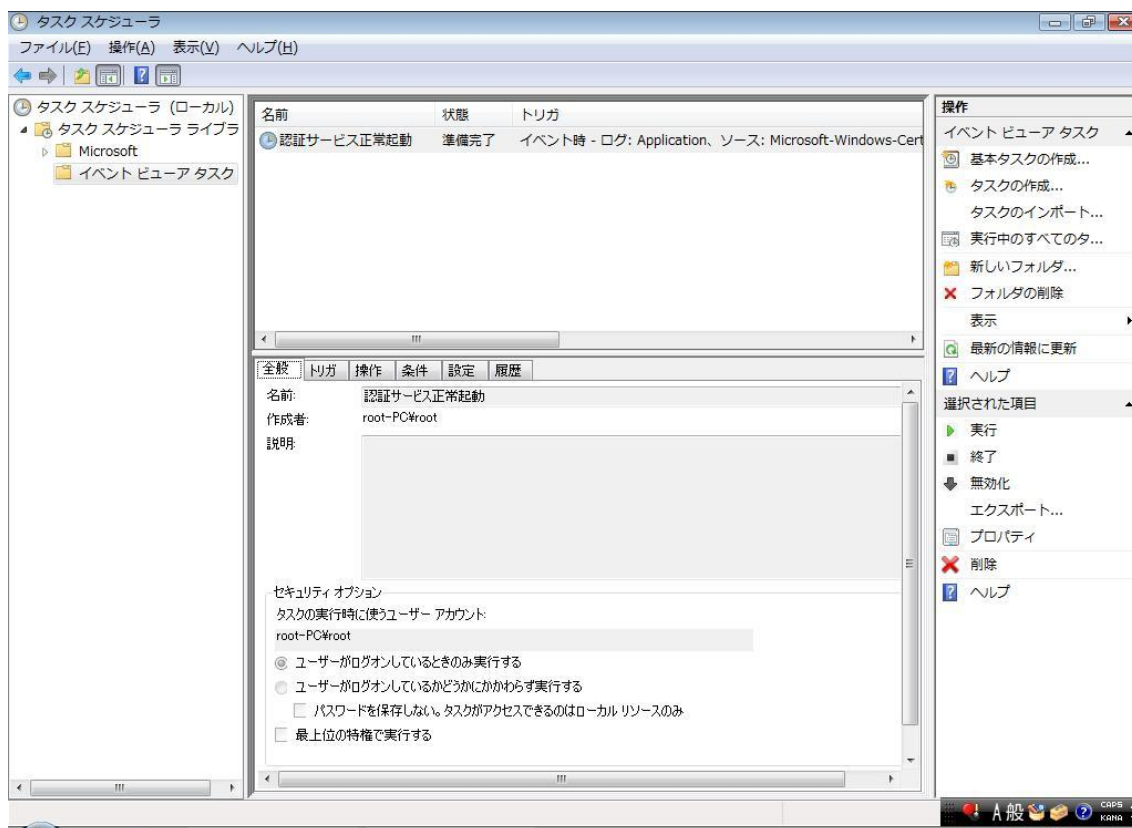 タスク スケジューラ
ファイル(F) 操作(A) 表示(V) ヘルプ(H)
タスク スケジューラ (ローカル)
タスク スケジューラ ライブラ
Microsoft
イベント ビューア タスク
名前 状態 トリガ
認証サービス正常起動 準備完了 イベント時 - ログ: Application、ソース: Microsoft-Windows-Cert
全般 トリガ 操作 条件 設定 履歴
名前: 認証サービス正常起動
作成者: root-PC¥root
説明:
セキュリティ オプション
タスクの実行時に使うユーザー アカウント:
root-PC¥root
ユーザーがログオンしているときのみ実行する
ユーザーがログオンしているかどうかにかかわらず実行する
パスワードを保存しない。タスクがアクセスできるのはローカル リソースのみ
最上位の特権で実行する
操作
イベント ビューア タスク
基本タスクの作成...
タスクの作成...
タスクのインポート...
実行中のすべてのタ...
新しいフォルダ...
フォルダの削除
表示
最新の情報に更新
ヘルプ
選択された項目
実行
終了
無効化
エクスポート...
プロパティ
削除
ヘルプ
A 般 CAPS
KANA